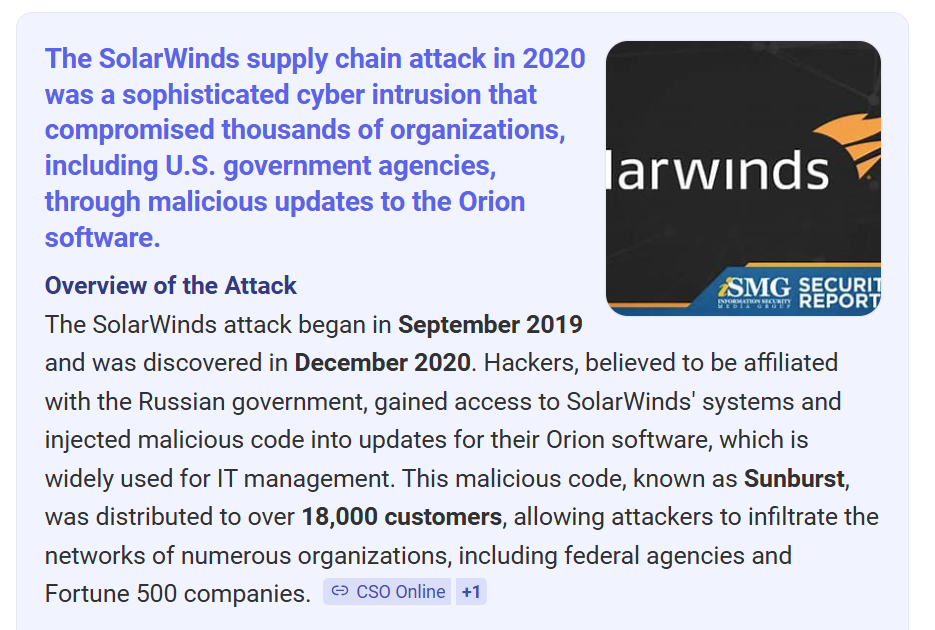 The SolarWinds supply chain attack in 2020
was a sophisticated cyber intrusion that
compromised thousands of organizations,
including U.S. government agencies,
through malicious updates to the Orion
software.
larwinds
iSMG
INFORMATION SECURITY
MEDIA GROUP
SECURIT
REPORT
Overview of the Attack
The SolarWinds attack began in September 2019
and was discovered in December 2020. Hackers, believed to be affiliated
with the Russian government, gained access to SolarWinds' systems and
injected malicious code into updates for their Orion software, which is
widely used for IT management. This malicious code, known as Sunburst,
was distributed to over 18,000 customers, allowing attackers to infiltrate the
networks of numerous organizations, including federal agencies and
Fortune 500 companies. CSO Online +1